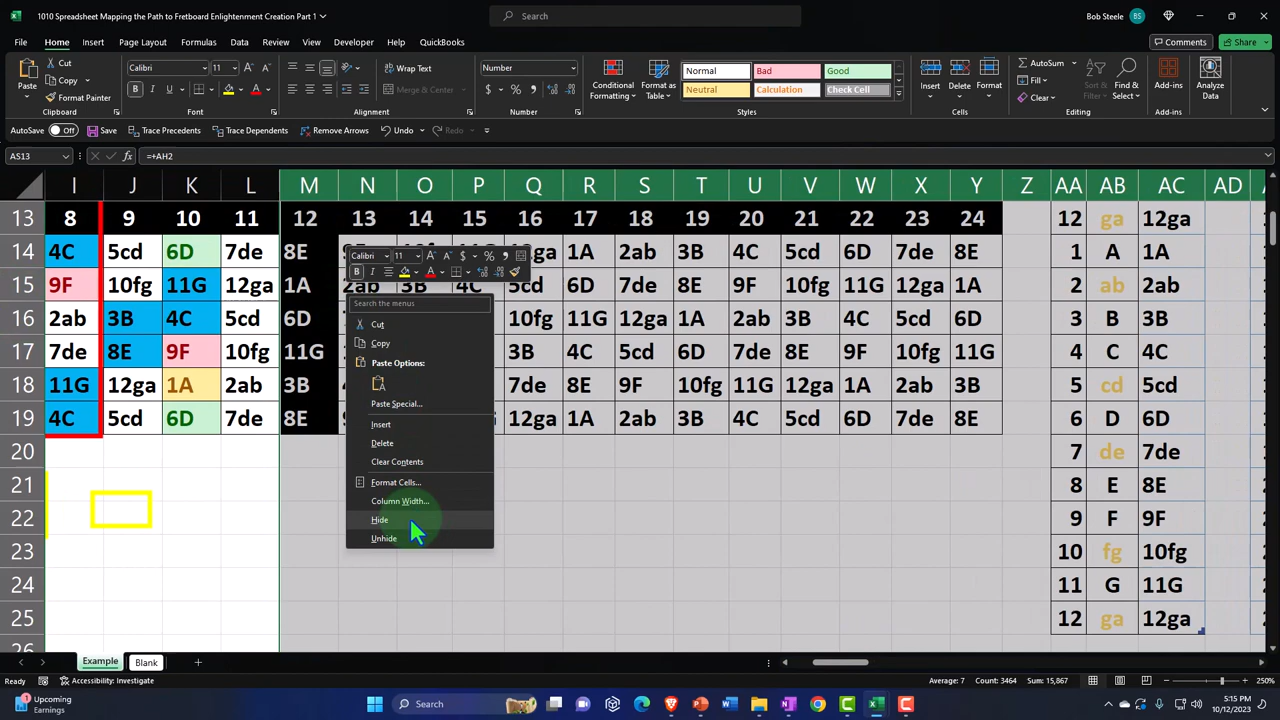 1010 Spreadsheet Mapping the Path to Fretboard Enlightenment Creation Part 1
Search
Bob Steele BS
File Home Insert Page Layout Formulas Data Review View Developer Help QuickBooks
Comments Share
Paste
Cut
Copy
Format Painter
Calibri 11
B I U
Wrap Text
Merge & Center
Number
Conditional Formatting
Format as Table
Normal Bad Good
Neutral Calculation Check Cell
Insert Delete Format
AutoSum
Fill
Clear
Sort & Filter
Find & Select
Add-ins
Analyze Data
Clipboard Font Alignment Number Styles Cells Editing Add-ins
AutoSave Off Save Trace Precedents Trace Dependents Remove Arrows Undo
AS13 fx =+AH2
I J K L M N O P Q R S T U V W X Y Z AA AB AC AD
13 8 9 10 11 12 13 14 15 16 17 18 19 20 21 22 23 24 12 ga 12ga
14 4C 5cd 6D 7de 8E 1A 2ab 3B 4C 5cd 6D 7de 8E 1 A 1A
15 9F 10fg 11G 12ga 1A 5cd 6D 7de 8E 9F 10fg 11G 12ga 1A 2 ab 2ab
16 2ab 3B 4C 5cd 6D 10fg 11G 12ga 1A 2ab 3B 4C 5cd 6D 3 B 3B
17 7de 8E 9F 10fg 11G 3B 4C 5cd 6D 7de 8E 9F 10fg 11G 4 C 4C
18 11G 12ga 1A 2ab 3B 7de 8E 9F 10fg 11G 12ga 1A 2ab 3B 5 cd 5cd
19 4C 5cd 6D 7de 8E 12ga 1A 2ab 3B 4C 5cd 6D 7de 8E 6 D 6D
20 7 de 7de
21 8 E 8E
22 9 F 9F
23 10 fg 10fg
24 11 G 11G
25 12 ga 12ga
Calibri 11
B I
Search the menus
Cut
Copy
Paste Options:
Paste Special...
Insert
Delete
Clear Contents
Format Cells...
Column Width...
Hide
Unhide
Example Blank
Ready Accessibility: Investigate Average: 7 Count: 3464 Sum: 15,867 250%
Upcoming
Earnings
Search
5:15 PM
10/12/2023